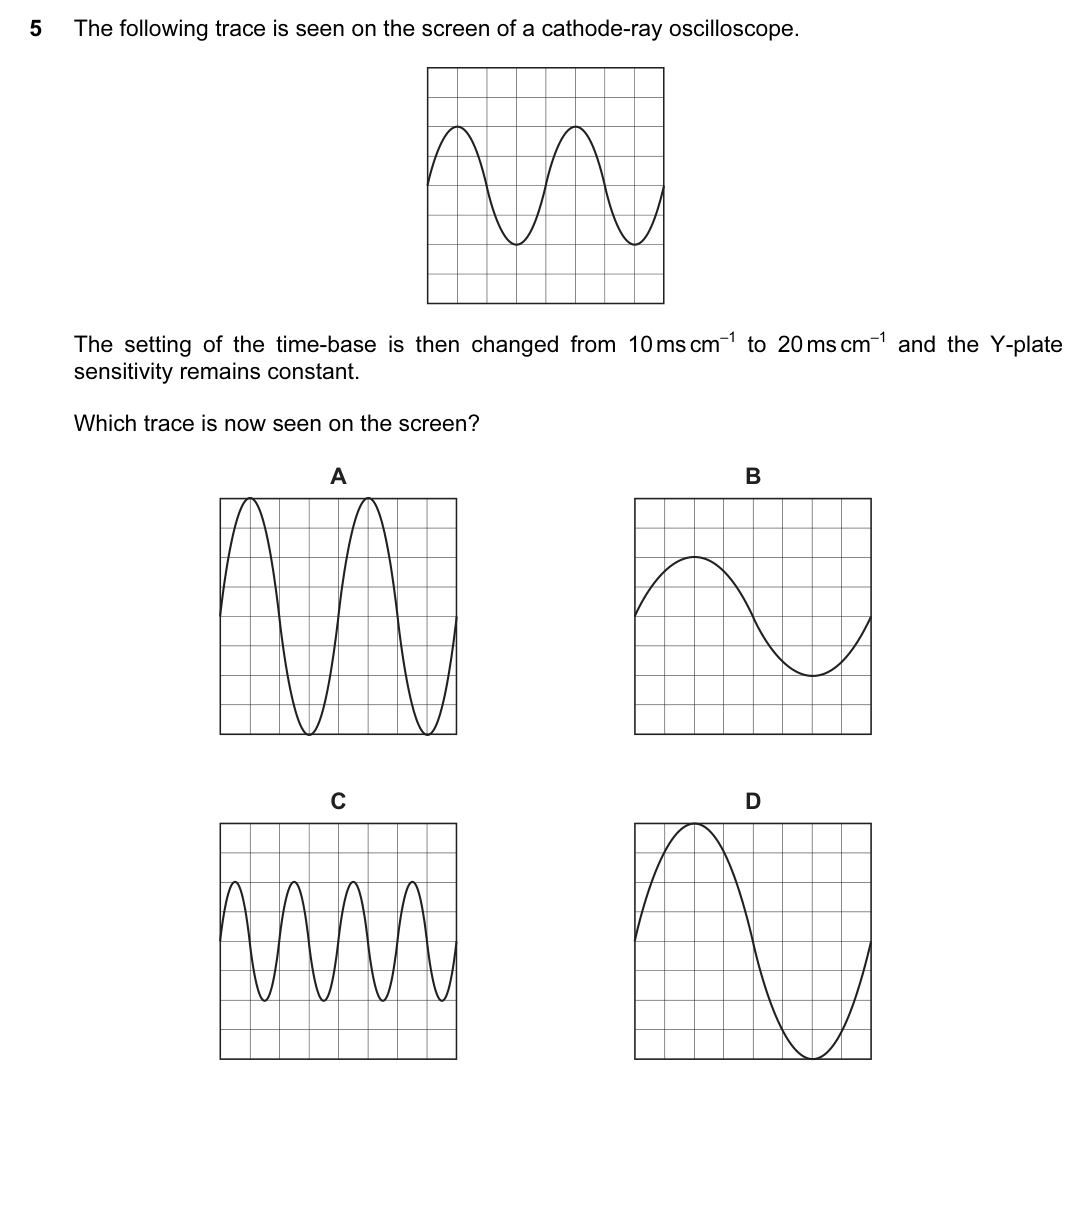 5 The following trace is seen on the screen of a cathode-ray oscilloscope.
The setting of the time-base is then changed from 10 ms cm⁻¹ to 20 ms cm⁻¹ and the Y-plate
sensitivity remains constant.
Which trace is now seen on the screen?
A B
C D